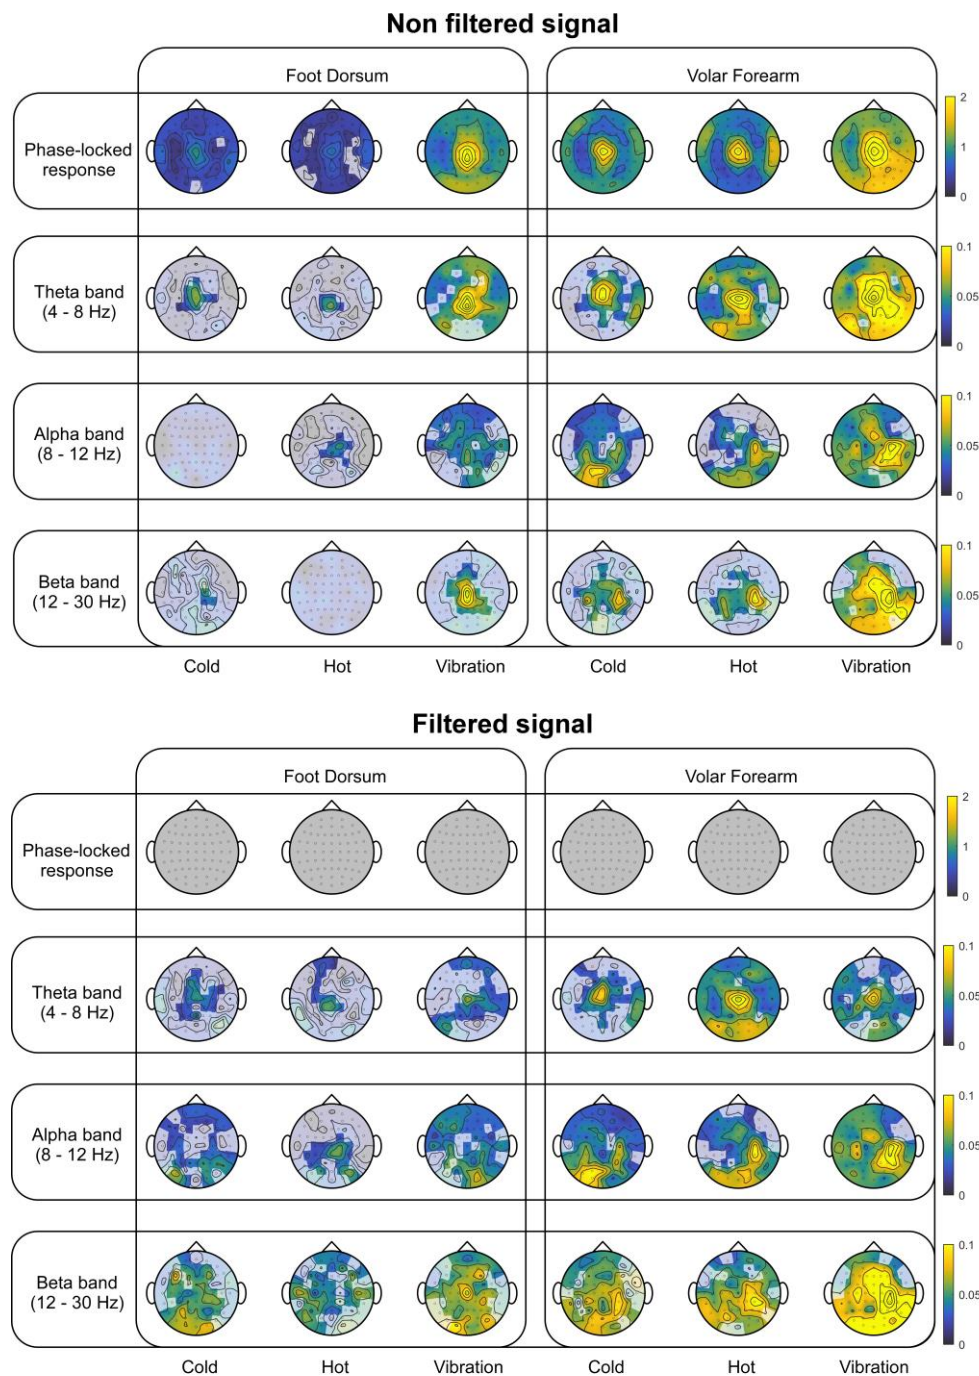 Non filtered signal
Foot Dorsum
Volar Forearm
Phase-locked
response
2
1
0
Theta band
(4 - 8 Hz)
0.1
0.05
0
Alpha band
(8 - 12 Hz)
0.1
0.05
0
Beta band
(12 - 30 Hz)
0.1
0.05
0
Cold Hot Vibration Cold Hot Vibration
Filtered signal
Foot Dorsum
Volar Forearm
Phase-locked
response
2
1
0
Theta band
(4 - 8 Hz)
0.1
0.05
0
Alpha band
(8 - 12 Hz)
0.1
0.05
0
Beta band
(12 - 30 Hz)
0.1
0.05
0
Cold Hot Vibration Cold Hot Vibration